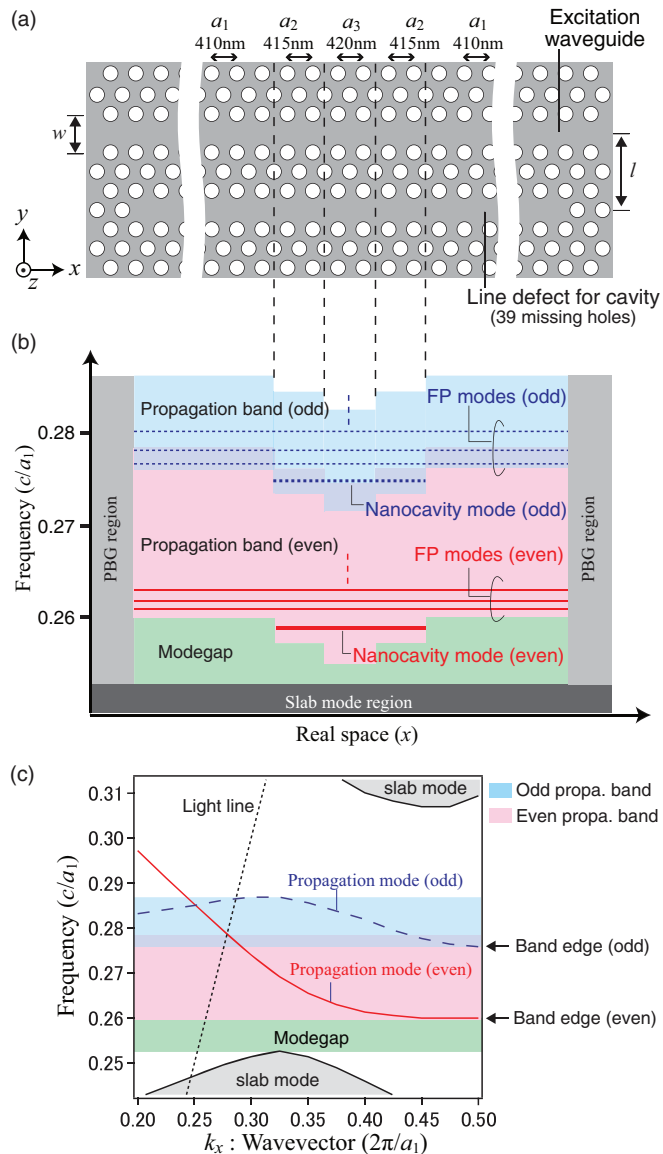 (a)
a1 a2 a3 a2 a1
410nm 415nm 420nm 415nm 410nm
Excitation
waveguide
w
l
y
z x
Line defect for cavity
(39 missing holes)
(b)
Frequency (c/a1)
0.28
0.27
0.26
PBG region
Propagation band (odd)
FP modes (odd)
Nanocavity mode (odd)
Propagation band (even)
FP modes (even)
Modegap
Nanocavity mode (even)
PBG region
Slab mode region
Real space (x)
(c)
Frequency (c/a1)
0.31
0.30
0.29
0.28
0.27
0.26
0.25
Light line
slab mode
Odd propa. band
Even propa. band
Propagation mode (odd)
Band edge (odd)
Propagation mode (even)
Band edge (even)
Modegap
slab mode
0.20 0.25 0.30 0.35 0.40 0.45 0.50
kx : Wavevector (2π/a1)